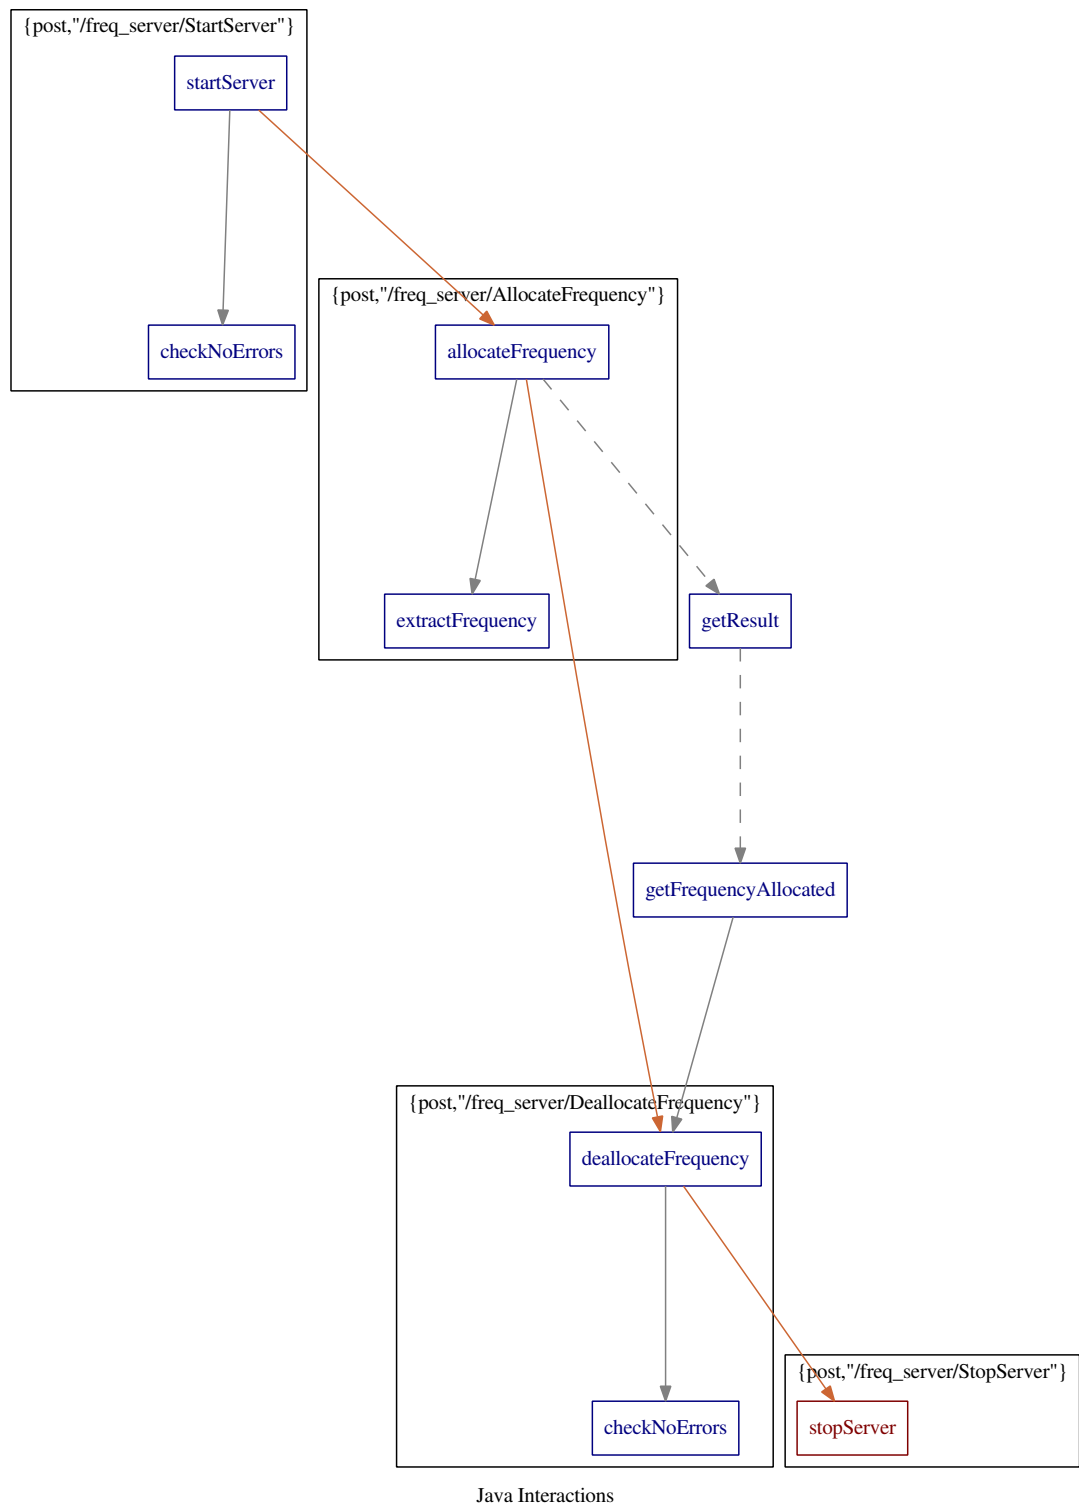 {post,"/freq_server/StartServer"}
startServer
checkNoErrors
{post,"/freq_server/AllocateFrequency"}
allocateFrequency
extractFrequency
getResult
getFrequencyAllocated
{post,"/freq_server/DeallocateFrequency"}
deallocateFrequency
checkNoErrors
{post,"/freq_server/StopServer"}
stopServer
Java Interactions